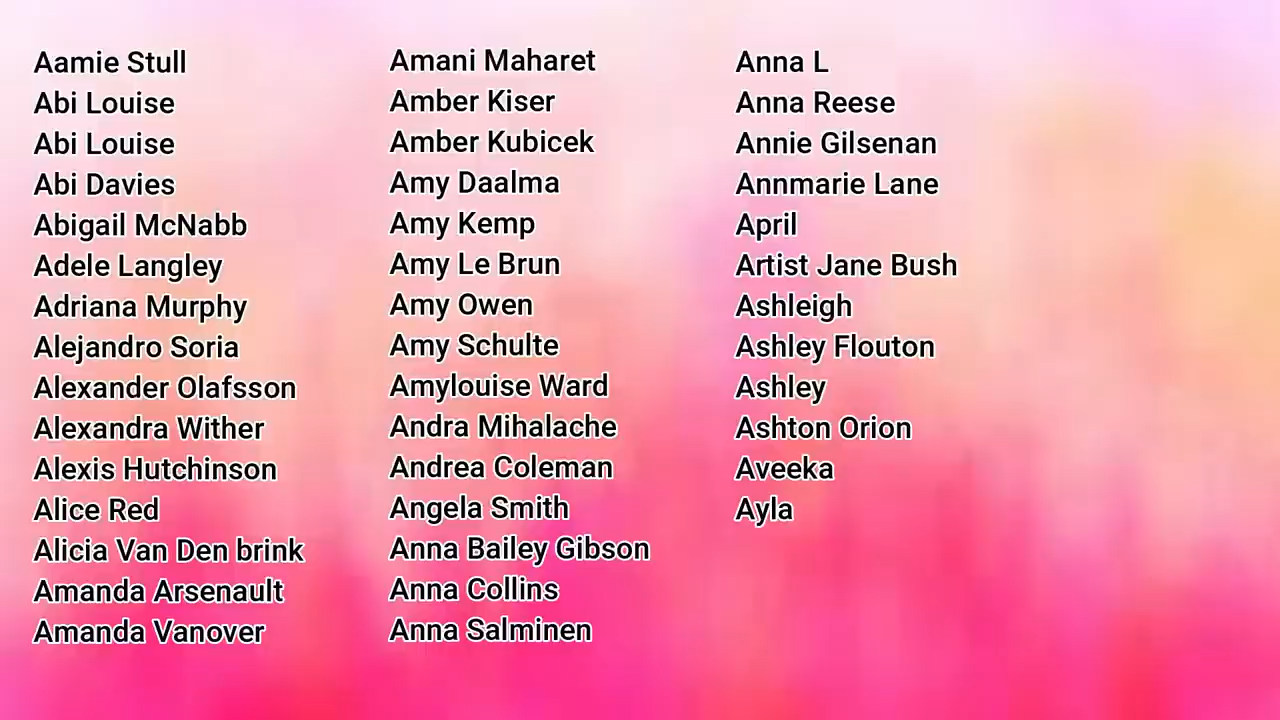 Aamie Stull
Abi Louise
Abi Louise
Abi Davies
Abigail McNabb
Adele Langley
Adriana Murphy
Alejandro Soria
Alexander Olafsson
Alexandra Wither
Alexis Hutchinson
Alice Red
Alicia Van Den brink
Amanda Arsenault
Amanda Vanover
Amani Maharet
Amber Kiser
Amber Kubicek
Amy Daalma
Amy Kemp
Amy Le Brun
Amy Owen
Amy Schulte
Amylouise Ward
Andra Mihalache
Andrea Coleman
Angela Smith
Anna Bailey Gibson
Anna Collins
Anna Salminen
Anna L
Anna Reese
Annie Gilsenan
Annmarie Lane
April
Artist Jane Bush
Ashleigh
Ashley Flouton
Ashley
Ashton Orion
Aveeka
Ayla